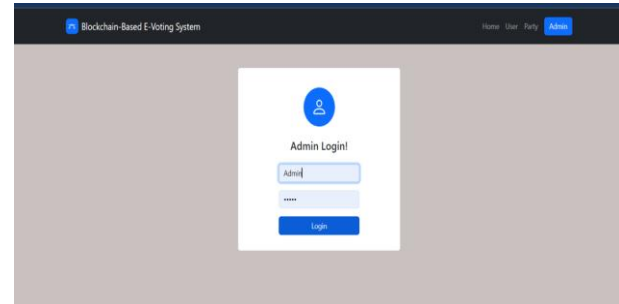 Blockchain-Based E-Voting System
Home User Party Admin
Admin Login!
Admin
•••••
Login